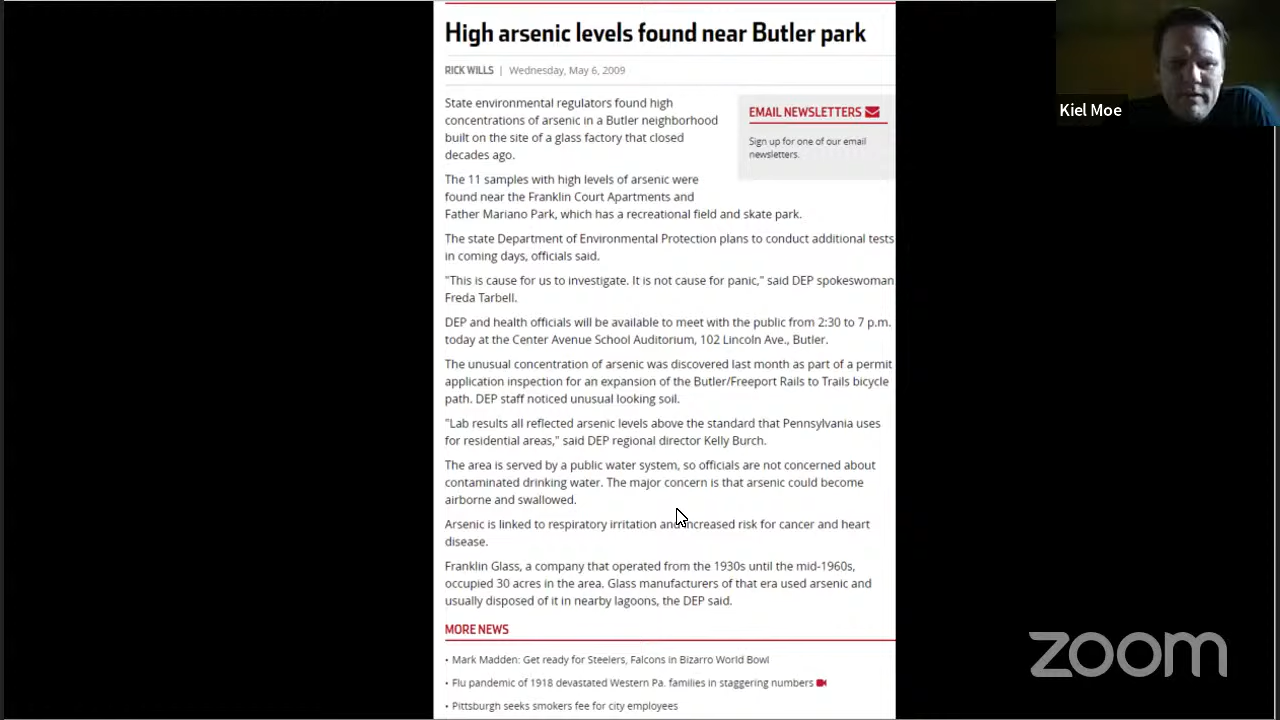 High arsenic levels found near Butler park
RICK WILLS | Wednesday, May 6, 2009
State environmental regulators found high
concentrations of arsenic in a Butler neighborhood
built on the site of a glass factory that closed
decades ago.
EMAIL NEWSLETTERS
Sign up for one of our email
newsletters.
The 11 samples with high levels of arsenic were
found near the Franklin Court Apartments and
Father Mariano Park, which has a recreational field and skate park.
The state Department of Environmental Protection plans to conduct additional tests
in coming days, officials said.
"This is cause for us to investigate. It is not cause for panic," said DEP spokeswoman
Freda Tarbell.
DEP and health officials will be available to meet with the public from 2:30 to 7 p.m.
today at the Center Avenue School Auditorium, 102 Lincoln Ave., Butler.
The unusual concentration of arsenic was discovered last month as part of a permit
application inspection for an expansion of the Butler/Freeport Rails to Trails bicycle
path. DEP staff noticed unusual looking soil.
"Lab results all reflected arsenic levels above the standard that Pennsylvania uses
for residential areas," said DEP regional director Kelly Burch.
The area is served by a public water system, so officials are not concerned about
contaminated drinking water. The major concern is that arsenic could become
airborne and swallowed.
Arsenic is linked to respiratory irritation and increased risk for cancer and heart
disease.
Franklin Glass, a company that operated from the 1930s until the mid-1960s,
occupied 30 acres in the area. Glass manufacturers of that era used arsenic and
usually disposed of it in nearby lagoons, the DEP said.
MORE NEWS
• Mark Madden: Get ready for Steelers, Falcons in Bizarro World Bowl
• Flu pandemic of 1918 devastated Western Pa. families in staggering numbers
• Pittsburgh seeks smokers fee for city employees
Kiel Moe
zoom